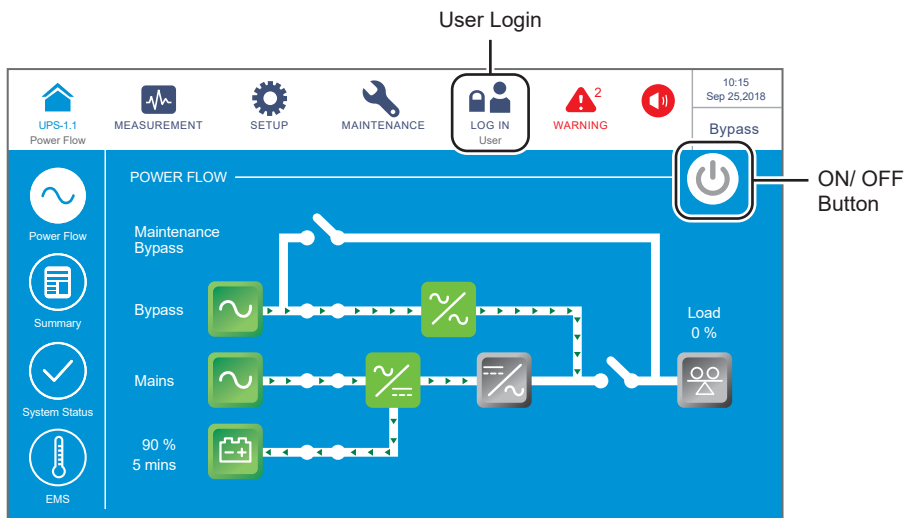 User Login
UPS-1.1
Power Flow
MEASUREMENT
SETUP
MAINTENANCE
LOG IN
User
2
WARNING
10:15
Sep 25,2018
Bypass
ON/ OFF
Button
POWER FLOW
Power Flow
Summary
System Status
EMS
Maintenance
Bypass
Bypass
Mains
90 %
5 mins
Load
0 %